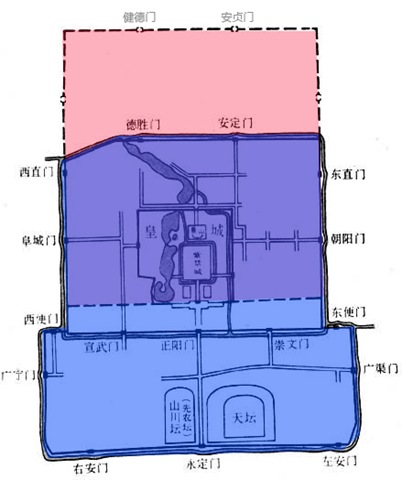 健德门 安贞门
德胜门 安定门
西直门 东直门
皇 城
阜城门 朝阳门
紫禁城
西便门 东便门
宣武门 正阳门 崇文门
广宁门 广渠门
山川坛
(先农坛)
天坛
右安门 永定门 左安门